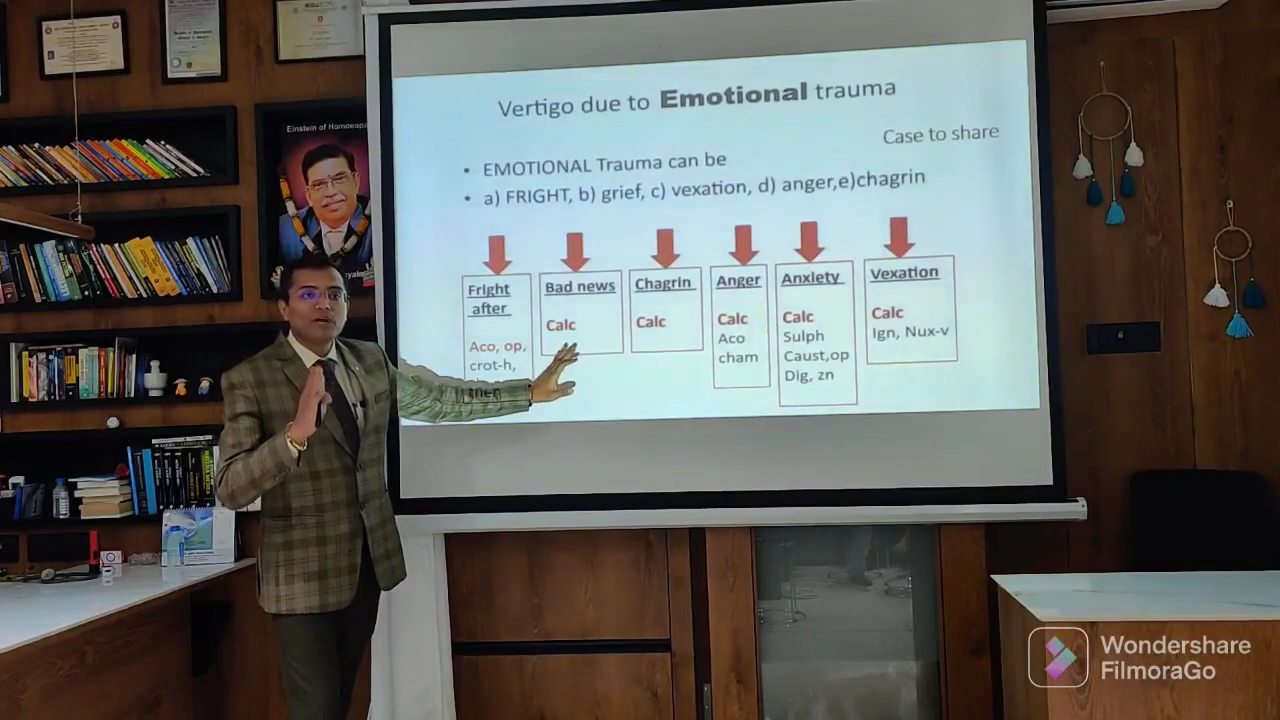 Einstein of Homoeopa
Vertigo due to Emotional trauma
Case to share
• EMOTIONAL Trauma can be
• a) FRIGHT, b) grief, c) vexation, d) anger,e)chagrin
Fright
after
Aco, op,
crot-h,
Bad news
Calc
Chagrin
Calc
Anger
Calc
Aco
cham
Anxiety
Calc
Sulph
Caust,op
Dig, zn
Vexation
Calc
Ign, Nux-v
Wondershare
FilmoraGo